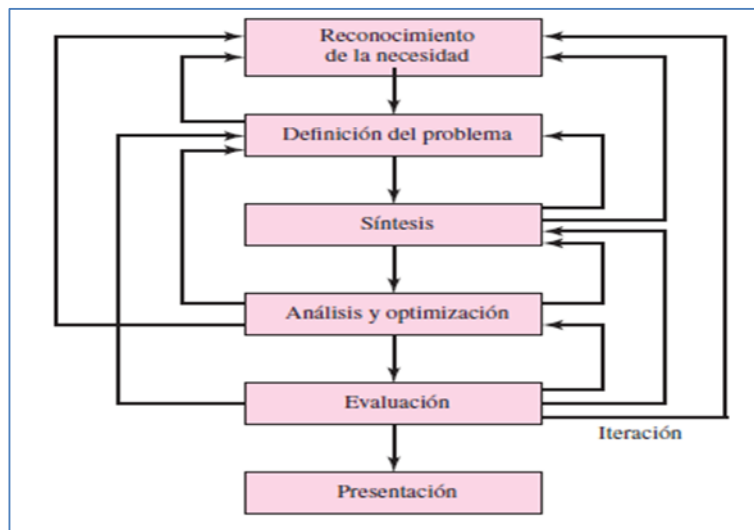 Reconocimiento
de la necesidad
Definición del problema
Síntesis
Análisis y optimización
Evaluación
Iteración
Presentación